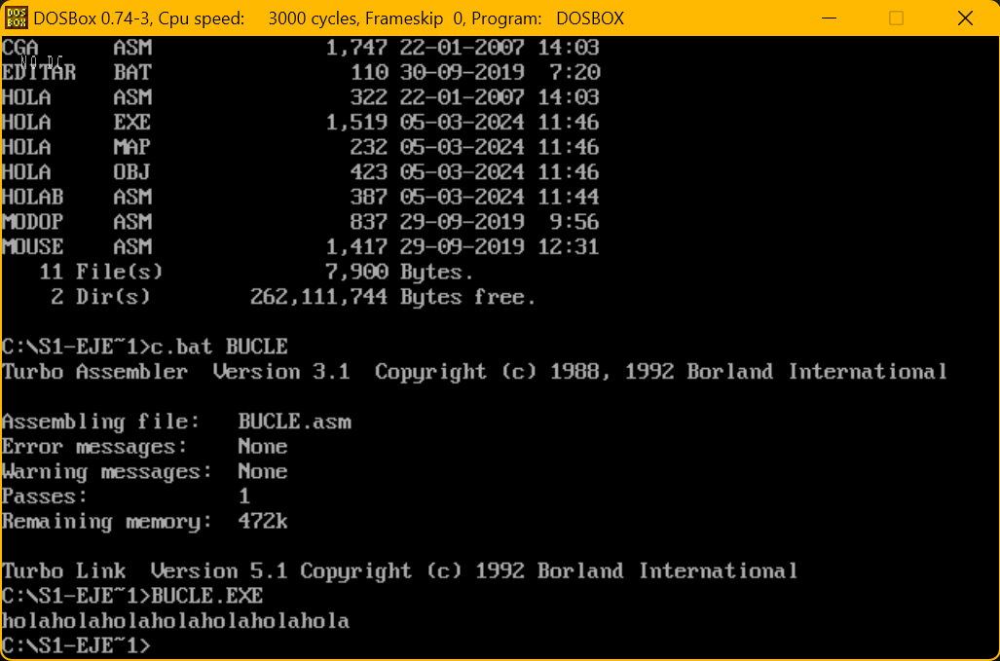 DOS BOX DOSBox 0.74-3, Cpu speed: 3000 cycles, Frameskip 0, Program: DOSBOX
CGA ASM 1,747 22-01-2007 14:03
EDITAR BAT 110 30-09-2019 7:20
HOLA ASM 322 22-01-2007 14:03
HOLA EXE 1,519 05-03-2024 11:46
HOLA MAP 232 05-03-2024 11:46
HOLA OBJ 423 05-03-2024 11:46
HOLAB ASM 387 05-03-2024 11:44
MODOP ASM 837 29-09-2019 9:56
MOUSE ASM 1,417 29-09-2019 12:31
11 File(s) 7,900 Bytes.
2 Dir(s) 262,111,744 Bytes free.
C:\S1-EJE~1>c.bat BUCLE
Turbo Assembler Version 3.1 Copyright (c) 1988, 1992 Borland International
Assembling file: BUCLE.asm
Error messages: None
Warning messages: None
Passes: 1
Remaining memory: 472k
Turbo Link Version 5.1 Copyright (c) 1992 Borland International
C:\S1-EJE~1>BUCLE.EXE
holaholaholaholaholaholahola
C:\S1-EJE~1>